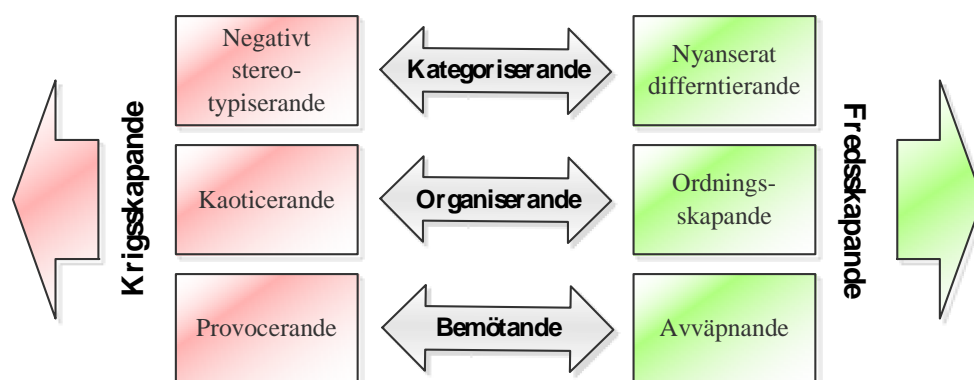 Negativt
stereo-
typiserande
Kategoriserande
Nyanserat
differntierande
Krigsskapande
Kaoticerande
Organiserande
Ordnings-
skapande
Fredsskapande
Provocerande
Bemötande
Avväpnande